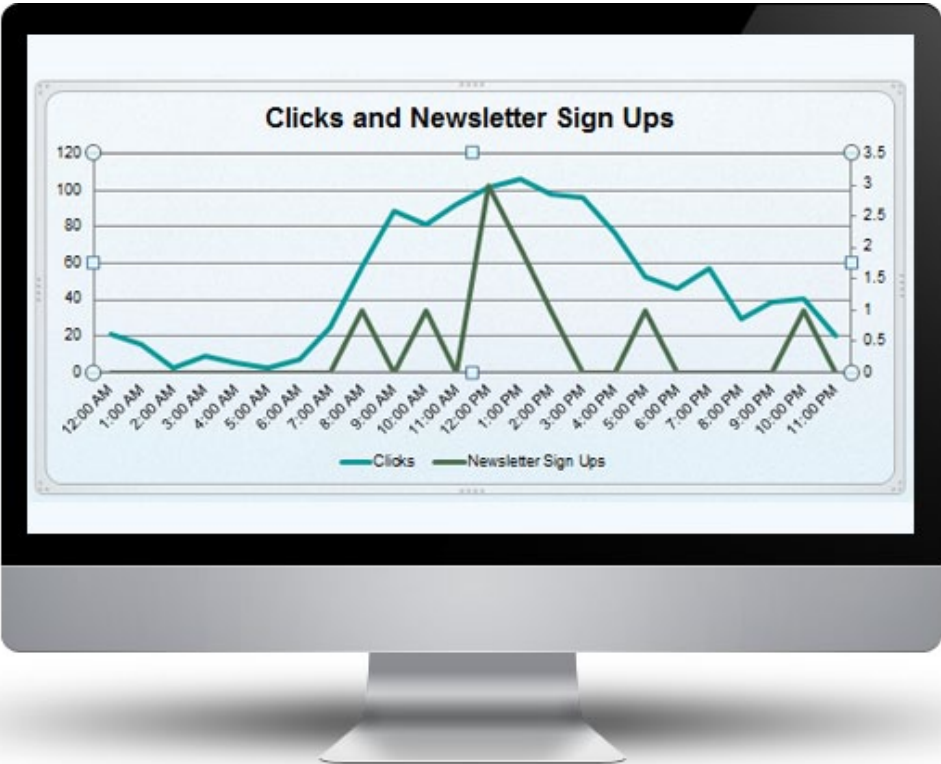 Clicks and Newsletter Sign Ups
120
100
80
60
40
20
0
3.5
3
2.5
2
1.5
1
0.5
0
12:00 AM
1:00 AM
2:00 AM
3:00 AM
4:00 AM
5:00 AM
6:00 AM
7:00 AM
8:00 AM
9:00 AM
10:00 AM
11:00 AM
12:00 PM
1:00 PM
2:00 PM
3:00 PM
4:00 PM
5:00 PM
6:00 PM
7:00 PM
8:00 PM
9:00 PM
10:00 PM
11:00 PM
Clicks Newsletter Sign Ups